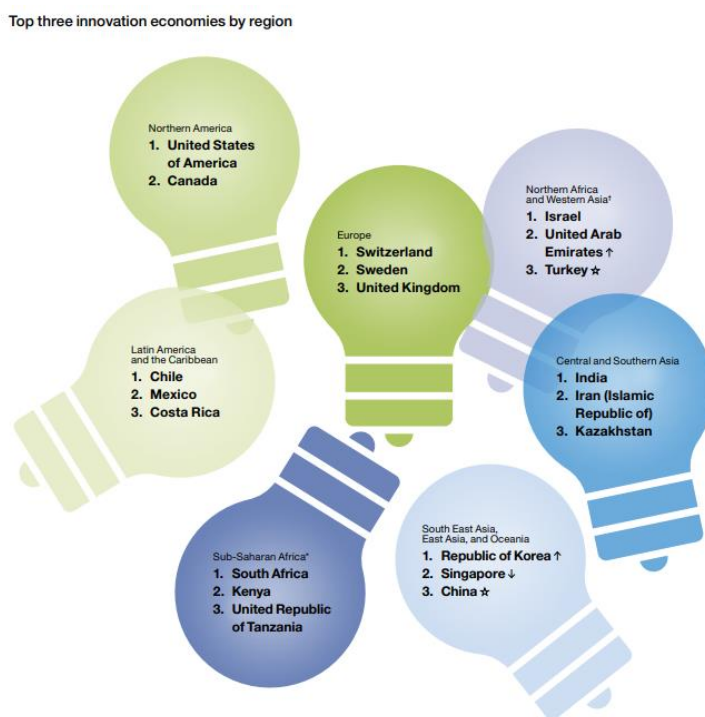 Top three innovation economies by region
Northern America
1. United States
of America
2. Canada
Europe
1. Switzerland
2. Sweden
3. United Kingdom
Northern Africa
and Western Asia†
1. Israel
2. United Arab
Emirates ↑
3. Turkey ☆
Latin America
and the Caribbean
1. Chile
2. Mexico
3. Costa Rica
Central and Southern Asia
1. India
2. Iran (Islamic
Republic of)
3. Kazakhstan
Sub-Saharan Africa*
1. South Africa
2. Kenya
3. United Republic
of Tanzania
South East Asia,
East Asia, and Oceania
1. Republic of Korea ↑
2. Singapore ↓
3. China ☆